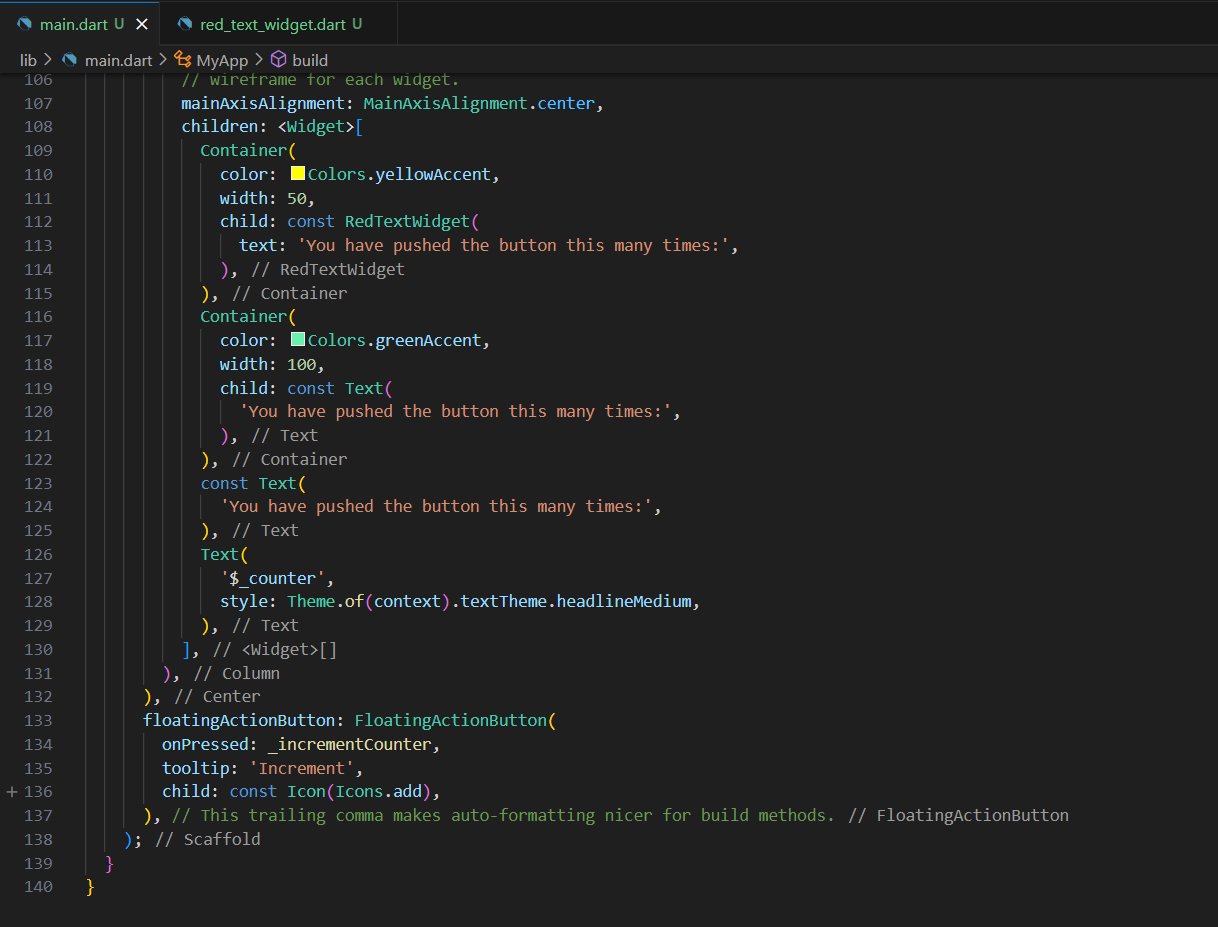 main.dart U
red_text_widget.dart U
lib > main.dart > MyApp > build
106 // wireframe for each widget.
107 mainAxisAlignment: MainAxisAlignment.center,
108 children: <Widget>[
109 Container(
110 color: Colors.yellowAccent,
111 width: 50,
112 child: const RedTextWidget(
113 text: 'You have pushed the button this many times:',
114 ), // RedTextWidget
115 ), // Container
116 Container(
117 color: Colors.greenAccent,
118 width: 100,
119 child: const Text(
120 'You have pushed the button this many times:',
121 ), // Text
122 ), // Container
123 const Text(
124 'You have pushed the button this many times:',
125 ), // Text
126 Text(
127 '$_counter',
128 style: Theme.of(context).textTheme.headlineMedium,
129 ), // Text
130 ], // <Widget>[]
131 ), // Column
132 ), // Center
133 floatingActionButton: FloatingActionButton(
134 onPressed: _incrementCounter,
135 tooltip: 'Increment',
+ 136 child: const Icon(Icons.add),
137 ), // This trailing comma makes auto-formatting nicer for build methods. // FloatingActionButton
138 ); // Scaffold
139 }
140 }